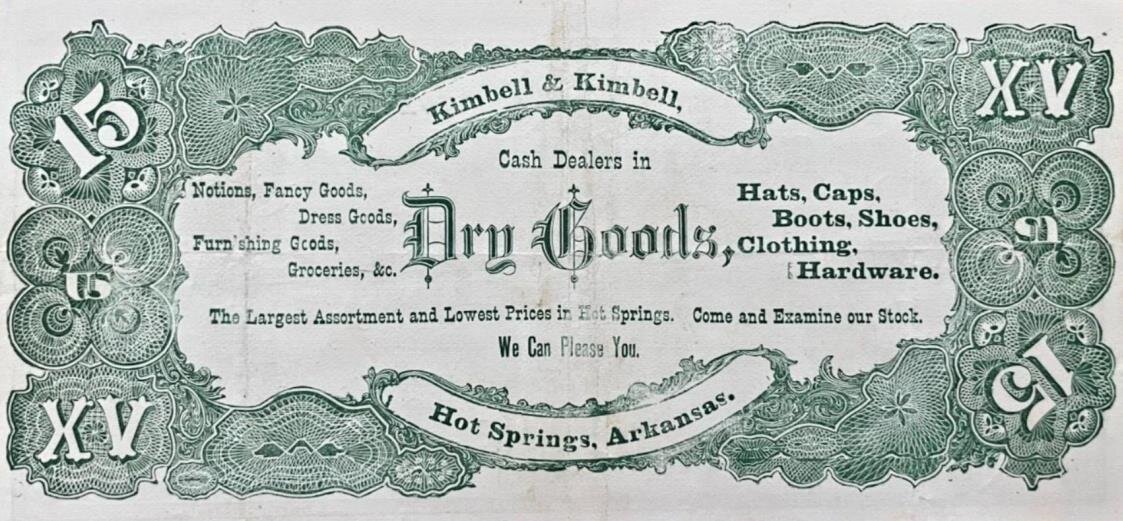 15
XV
Kimbell & Kimbell,
Cash Dealers in
Notions, Fancy Goods,
Dress Goods,
Furnishing Goods,
Groceries, &c.
Dry Goods,
Hats, Caps,
Boots, Shoes,
Clothing,
Hardware.
The Largest Assortment and Lowest Prices in Hot Springs. Come and Examine our Stock.
We Can Please You.
Hot Springs, Arkansas.
XV
15